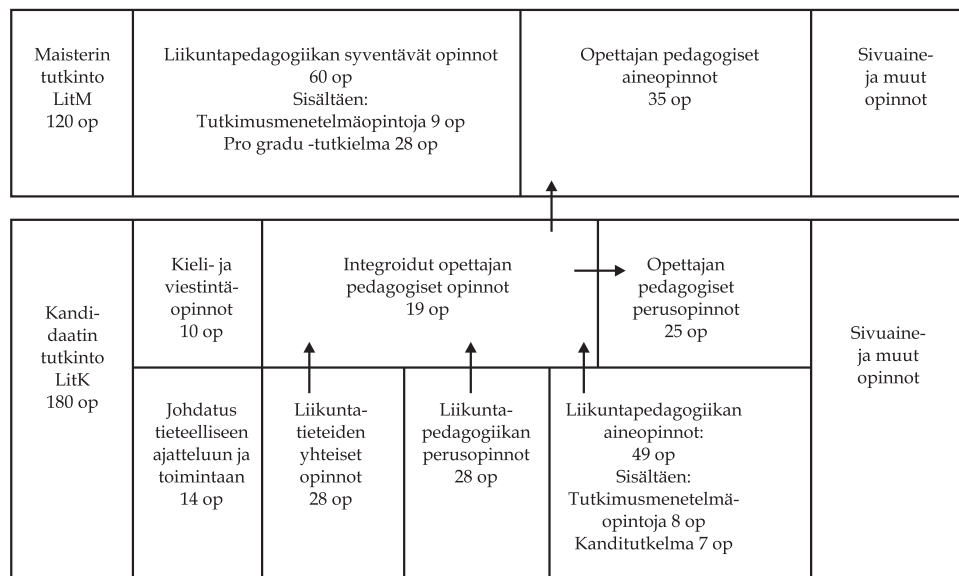 Maisterin
tutkinto
LitM
120 op
Liikuntapedagogiikan syventävät opinnot
60 op
Sisältäen:
Tutkimusmenetelmäopintoja 9 op
Pro gradu -tutkielma 28 op
Opettajan pedagogiset
aineopinnot
35 op
Sivuaine-
ja muut
opinnot
Kandi-
daatin
tutkinto
LitK
180 op
Kieli- ja
viestintä-
opinnot
10 op
Integroidut opettajan
pedagogiset opinnot
19 op
Opettajan
pedagogiset
perusopinnot
25 op
Sivuaine-
ja muut
opinnot
Johdatus
tieteelliseen
ajatteluun ja
toimintaan
14 op
Liikunta-
tieteiden
yhteiset
opinnot
28 op
Liikunta-
pedagogiikan
perusopinnot
28 op
Liikuntapedagogiikan
aineopinnot:
49 op
Sisältäen:
Tutkimusmenetelmä-
opintoja 8 op
Kanditutkelma 7 op